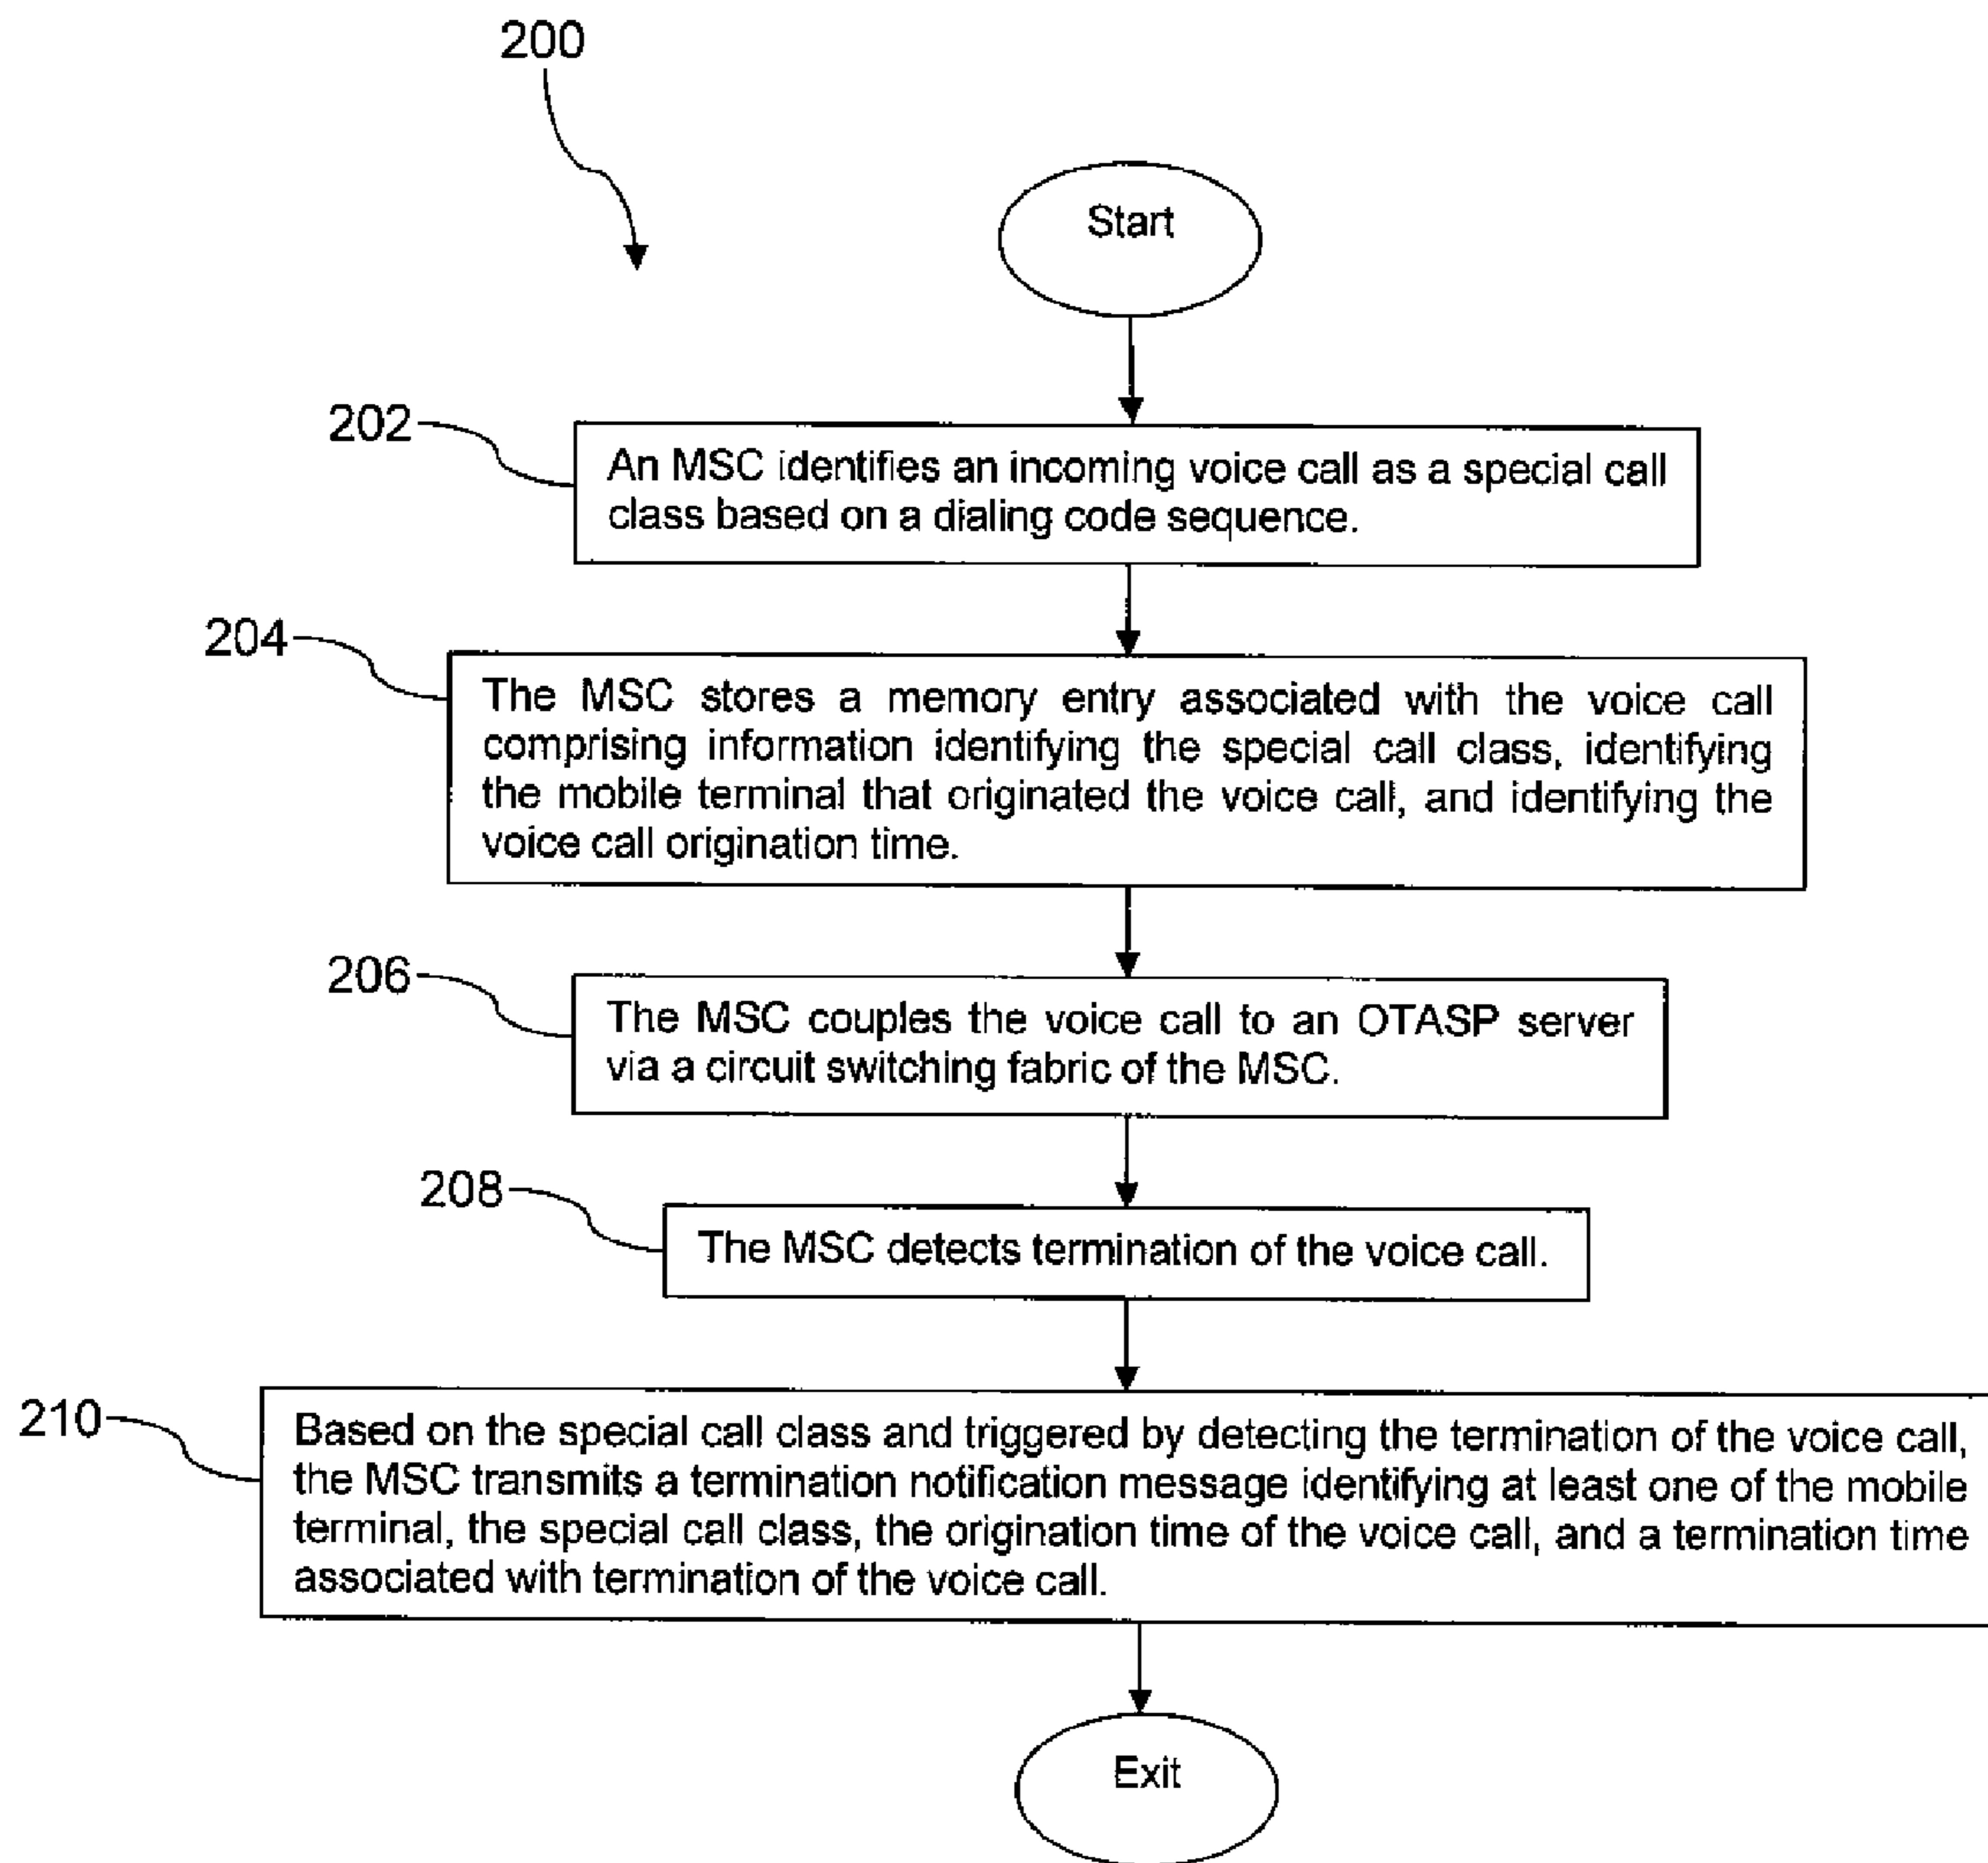 200
Start
202
An MSC identifies an incoming voice call as a special call
class based on a dialing code sequence.
204
The MSC stores a memory entry associated with the voice call
comprising information identifying the special call class, identifying
the mobile terminal that originated the voice call, and identifying the
voice call origination time.
206
The MSC couples the voice call to an OTASP server
via a circuit switching fabric of the MSC.
208
The MSC detects termination of the voice call.
210
Based on the special call class and triggered by detecting the termination of the voice call,
the MSC transmits a termination notification message identifying at least one of the mobile
terminal, the special call class, the origination time of the voice call, and a termination time
associated with termination of the voice call.
Exit